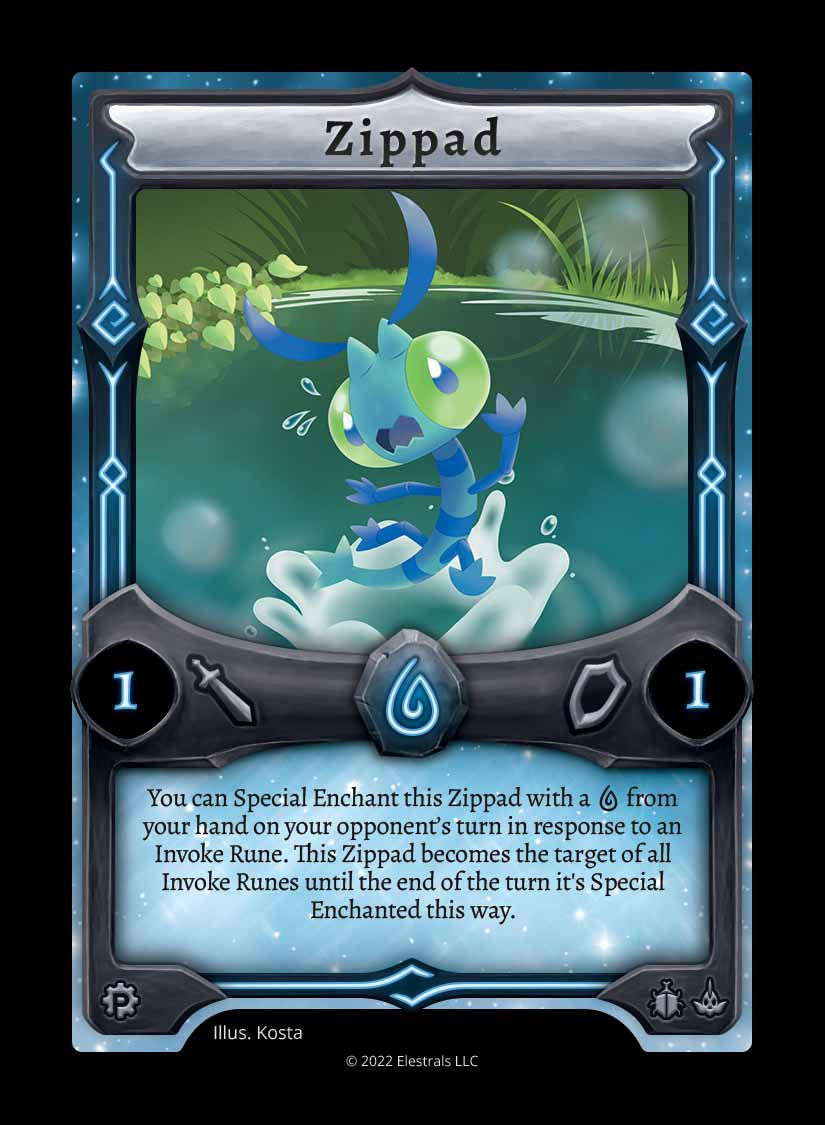 Zippad
1
1
You can Special Enchant this Zippad with a from
your hand on your opponent’s turn in response to an
Invoke Rune. This Zippad becomes the target of all
Invoke Runes until the end of the turn it's Special
Enchanted this way.
P
Illus. Kosta
© 2022 Elestrals LLC